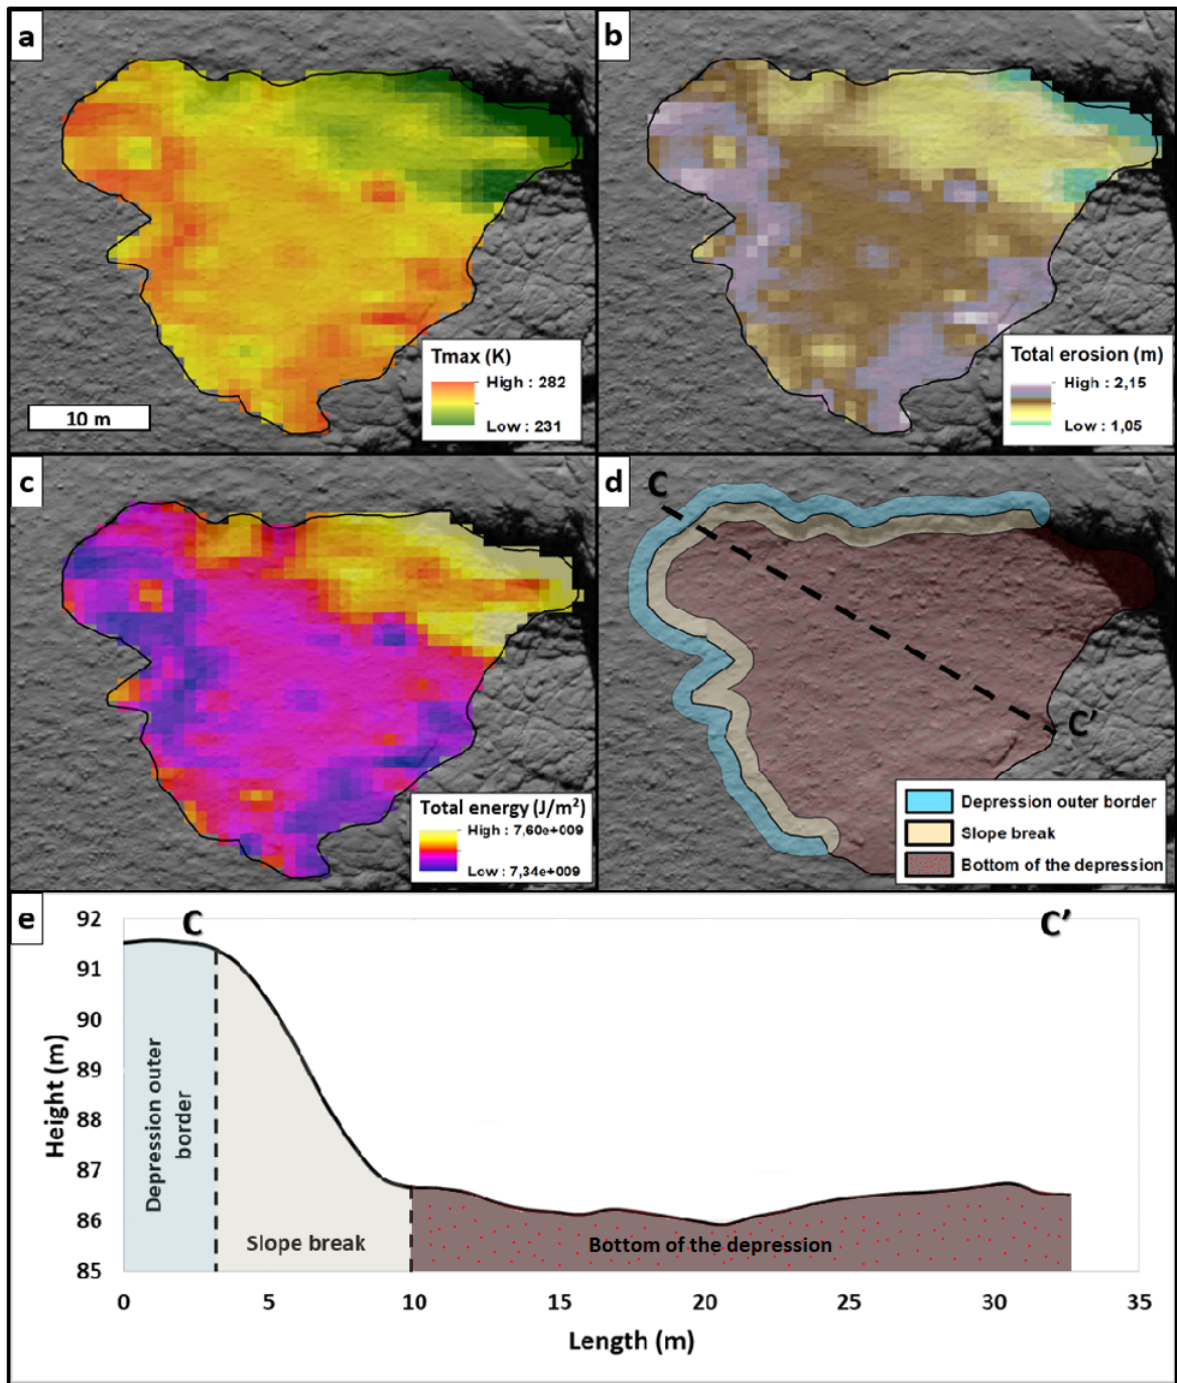 a
Tmax (K)
High : 282
Low : 231
10 m
b
Total erosion (m)
High : 2,15
Low : 1,05
c
Total energy (J/m²)
High : 7,60e+009
Low : 7,34e+009
d
C
C'
Depression outer border
Slope break
Bottom of the depression
e
C
C'
92
91
90
89
88
87
86
85
Height (m)
Depression outer
border
Slope break
Bottom of the depression
0
5
10
15
20
25
30
35
Length (m)